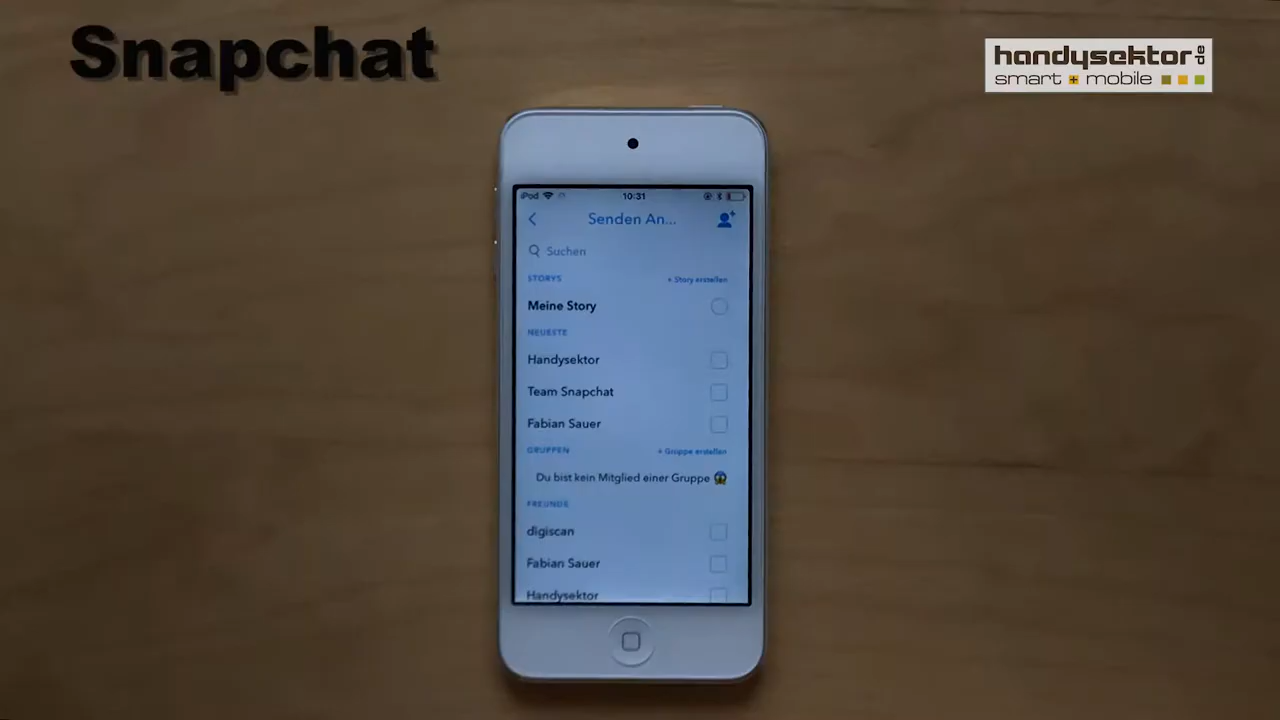 Snapchat
handysektor.de
smart + mobile
iPod 10:31
Senden An...
Suchen
STORYS + Story erstellen
Meine Story
NEUESTE
Handysektor
Team Snapchat
Fabian Sauer
GRUPPEN + Gruppe erstellen
Du bist kein Mitglied einer Gruppe 😱
FREUNDE
digiscan
Fabian Sauer
Handysektor